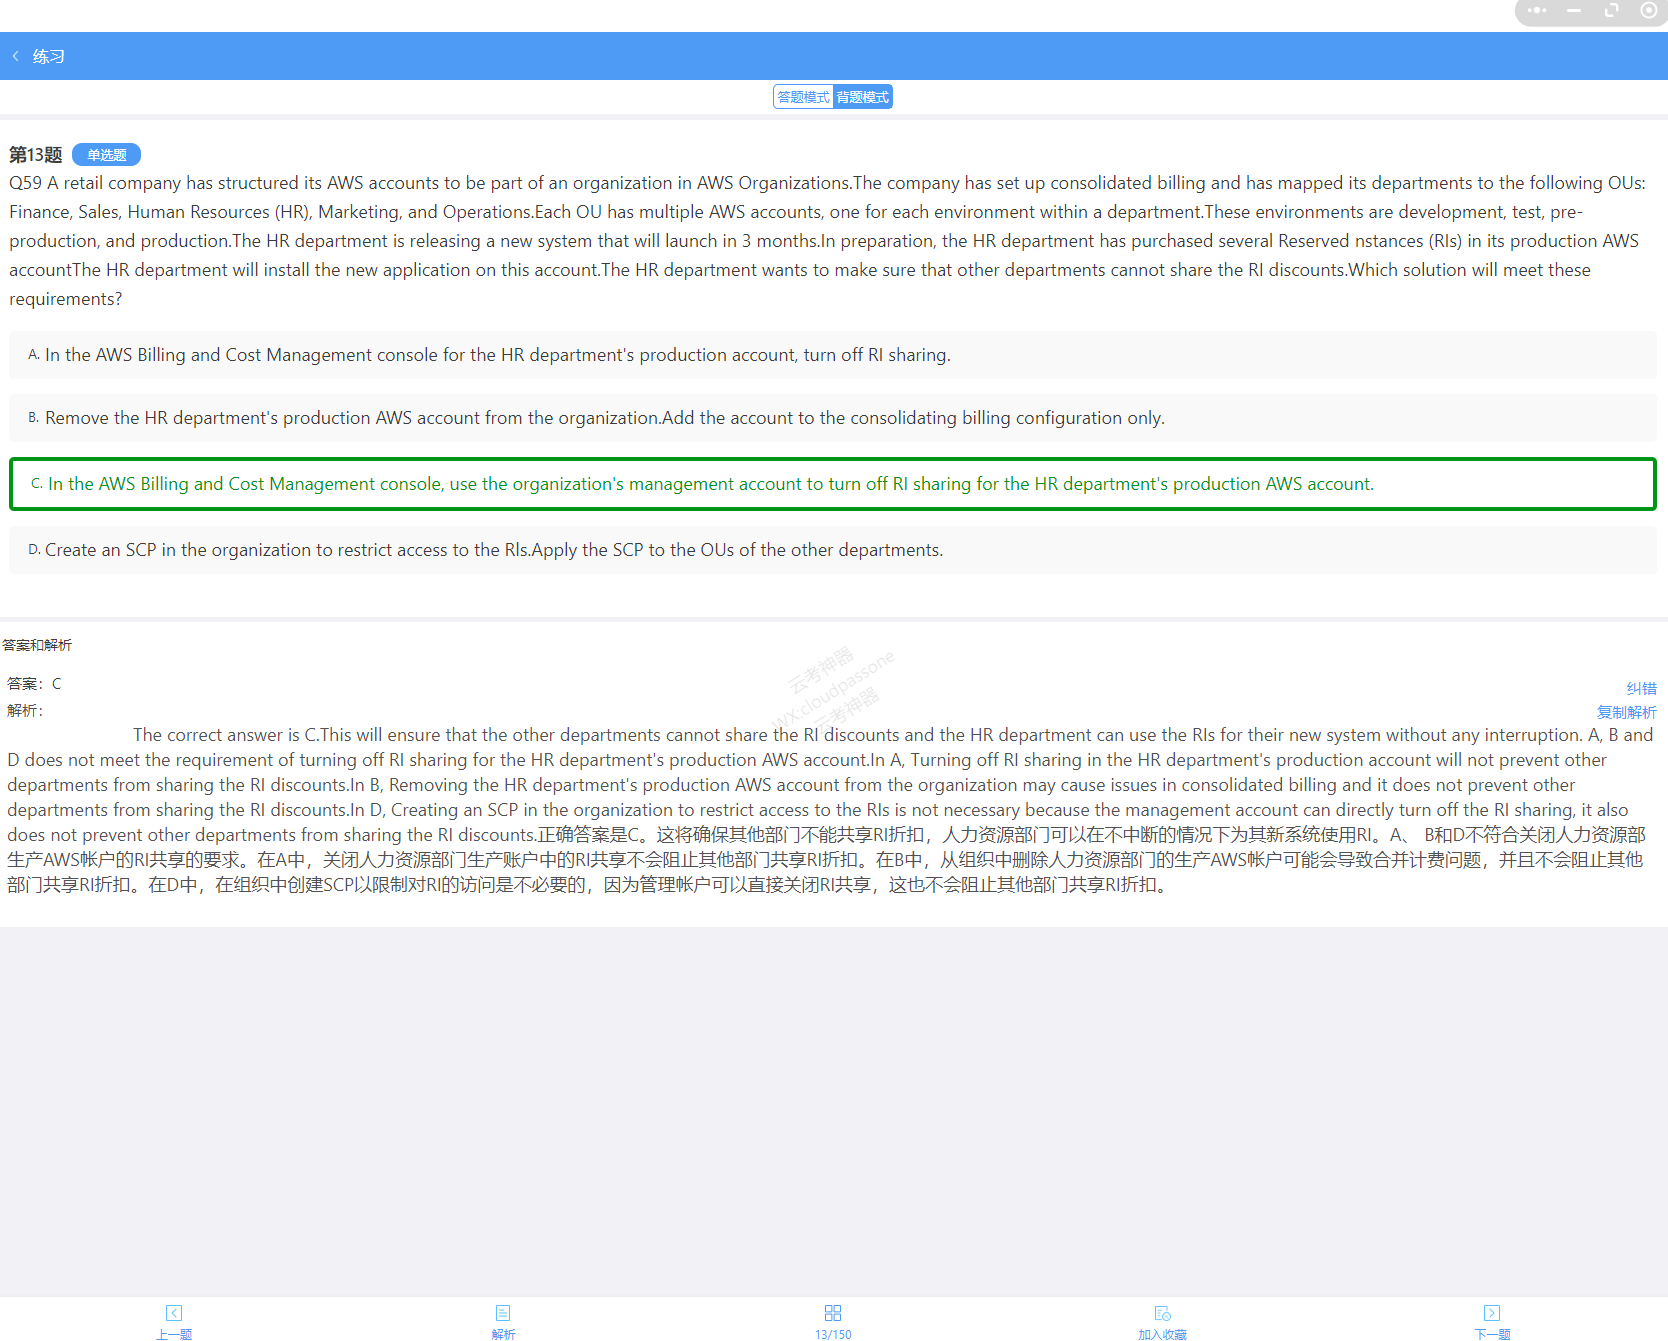 练习
答题模式 背题模式
第13题 单选题
Q59 A retail company has structured its AWS accounts to be part of an organization in AWS Organizations.The company has set up consolidated billing and has mapped its departments to the following OUs:
Finance, Sales, Human Resources (HR), Marketing, and Operations.Each OU has multiple AWS accounts, one for each environment within a department.These environments are development, test, pre-
production, and production.The HR department is releasing a new system that will launch in 3 months.In preparation, the HR department has purchased several Reserved nstances (RIs) in its production AWS
accountThe HR department will install the new application on this account.The HR department wants to make sure that other departments cannot share the RI discounts.Which solution will meet these
requirements?
A. In the AWS Billing and Cost Management console for the HR department's production account, turn off RI sharing.
B. Remove the HR department's production AWS account from the organization.Add the account to the consolidating billing configuration only.
C. In the AWS Billing and Cost Management console, use the organization's management account to turn off RI sharing for the HR department's production AWS account.
D. Create an SCP in the organization to restrict access to the RIs.Apply the SCP to the OUs of the other departments.
答案和解析
云考神器
WX:cloudpassone
云考神器
答案：C
纠错
解析：
复制解析
The correct answer is C.This will ensure that the other departments cannot share the RI discounts and the HR department can use the RIs for their new system without any interruption. A, B and
D does not meet the requirement of turning off RI sharing for the HR department's production AWS account.In A, Turning off RI sharing in the HR department's production account will not prevent other
departments from sharing the RI discounts.In B, Removing the HR department's production AWS account from the organization may cause issues in consolidated billing and it does not prevent other
departments from sharing the RI discounts.In D, Creating an SCP in the organization to restrict access to the RIs is not necessary because the management account can directly turn off the RI sharing, it also
does not prevent other departments from sharing the RI discounts.正确答案是C。这将确保其他部门不能共享RI折扣，人力资源部门可以在不中断的情况下为其新系统使用RI。A、 B和D不符合关闭人力资源部
生产AWS帐户的RI共享的要求。在A中，关闭人力资源部门生产账户中的RI共享不会阻止其他部门共享RI折扣。在B中，从组织中删除人力资源部门的生产AWS帐户可能会导致合并计费问题，并且不会阻止其他
部门共享RI折扣。在D中，在组织中创建SCP以限制对RI的访问是不必要的，因为管理帐户可以直接关闭RI共享，这也不会阻止其他部门共享RI折扣。
上一题 解析 13/150 加入收藏 下一题